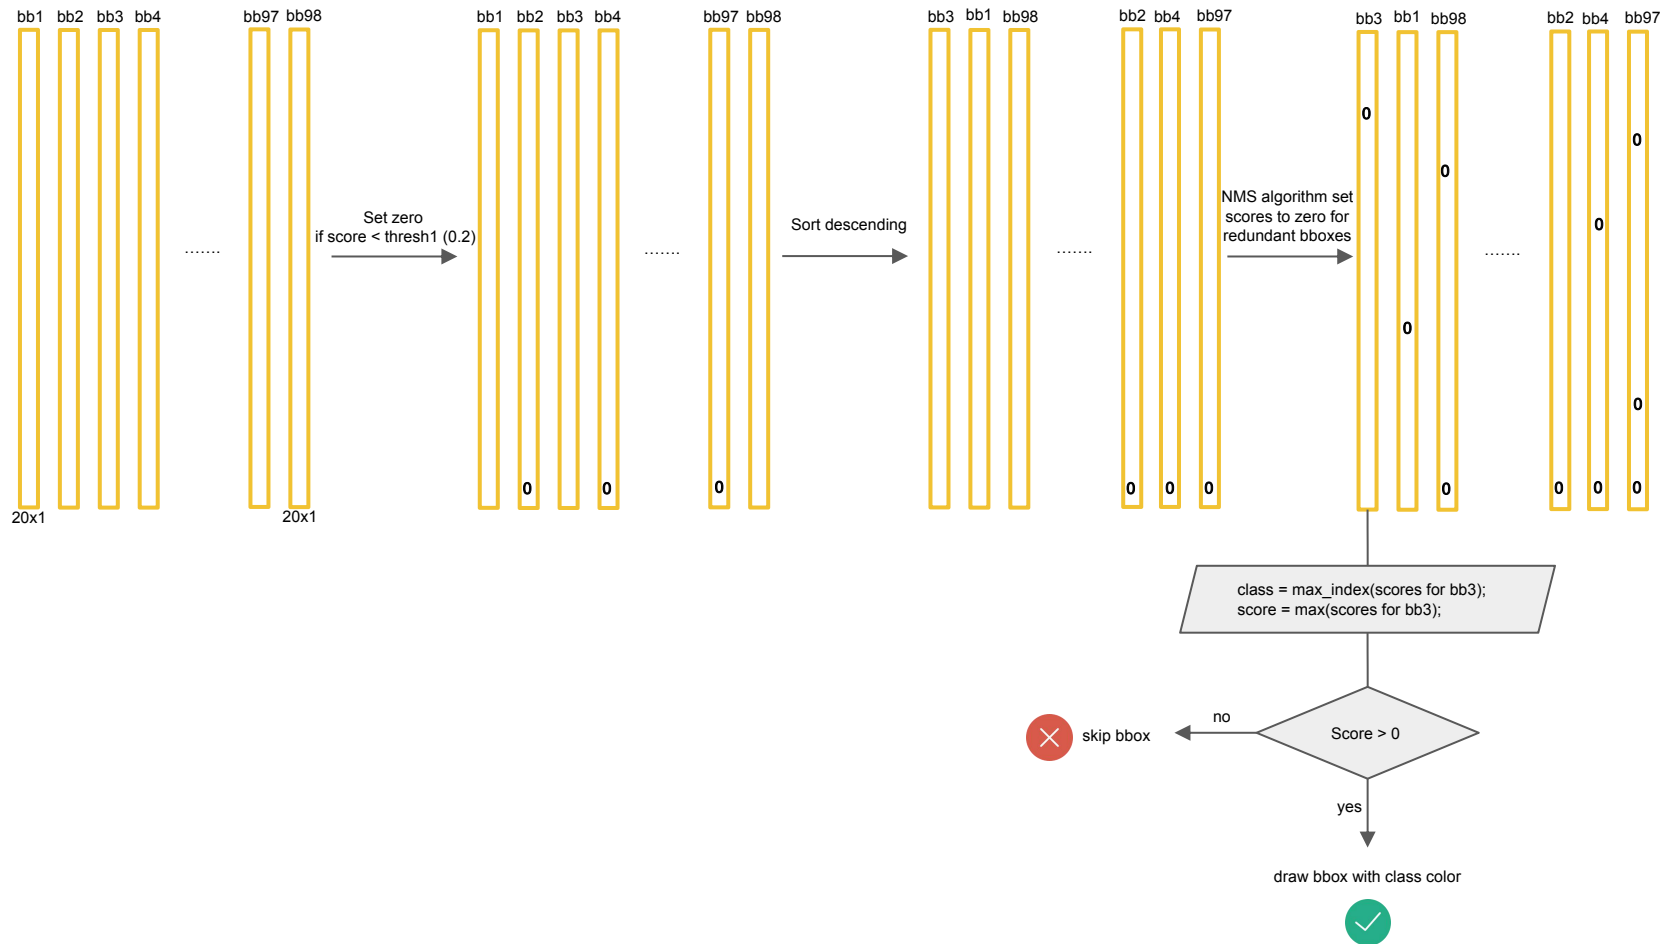 bb1 bb2 bb3 bb4 bb97 bb98
.......
20x1 20x1
Set zero
if score < thresh1 (0.2)
bb1 bb2 bb3 bb4 bb97 bb98
.......
0 0 0
Sort descending
bb3 bb1 bb98 bb2 bb4 bb97
.......
0 0 0
NMS algorithm set
scores to zero for
redundant bboxes
bb3 bb1 bb98 bb2 bb4 bb97
0
0
0
0
.......
0
0
0 0 0 0
class = max_index(scores for bb3);
score = max(scores for bb3);
Score > 0
no
skip bbox
yes
draw bbox with class color